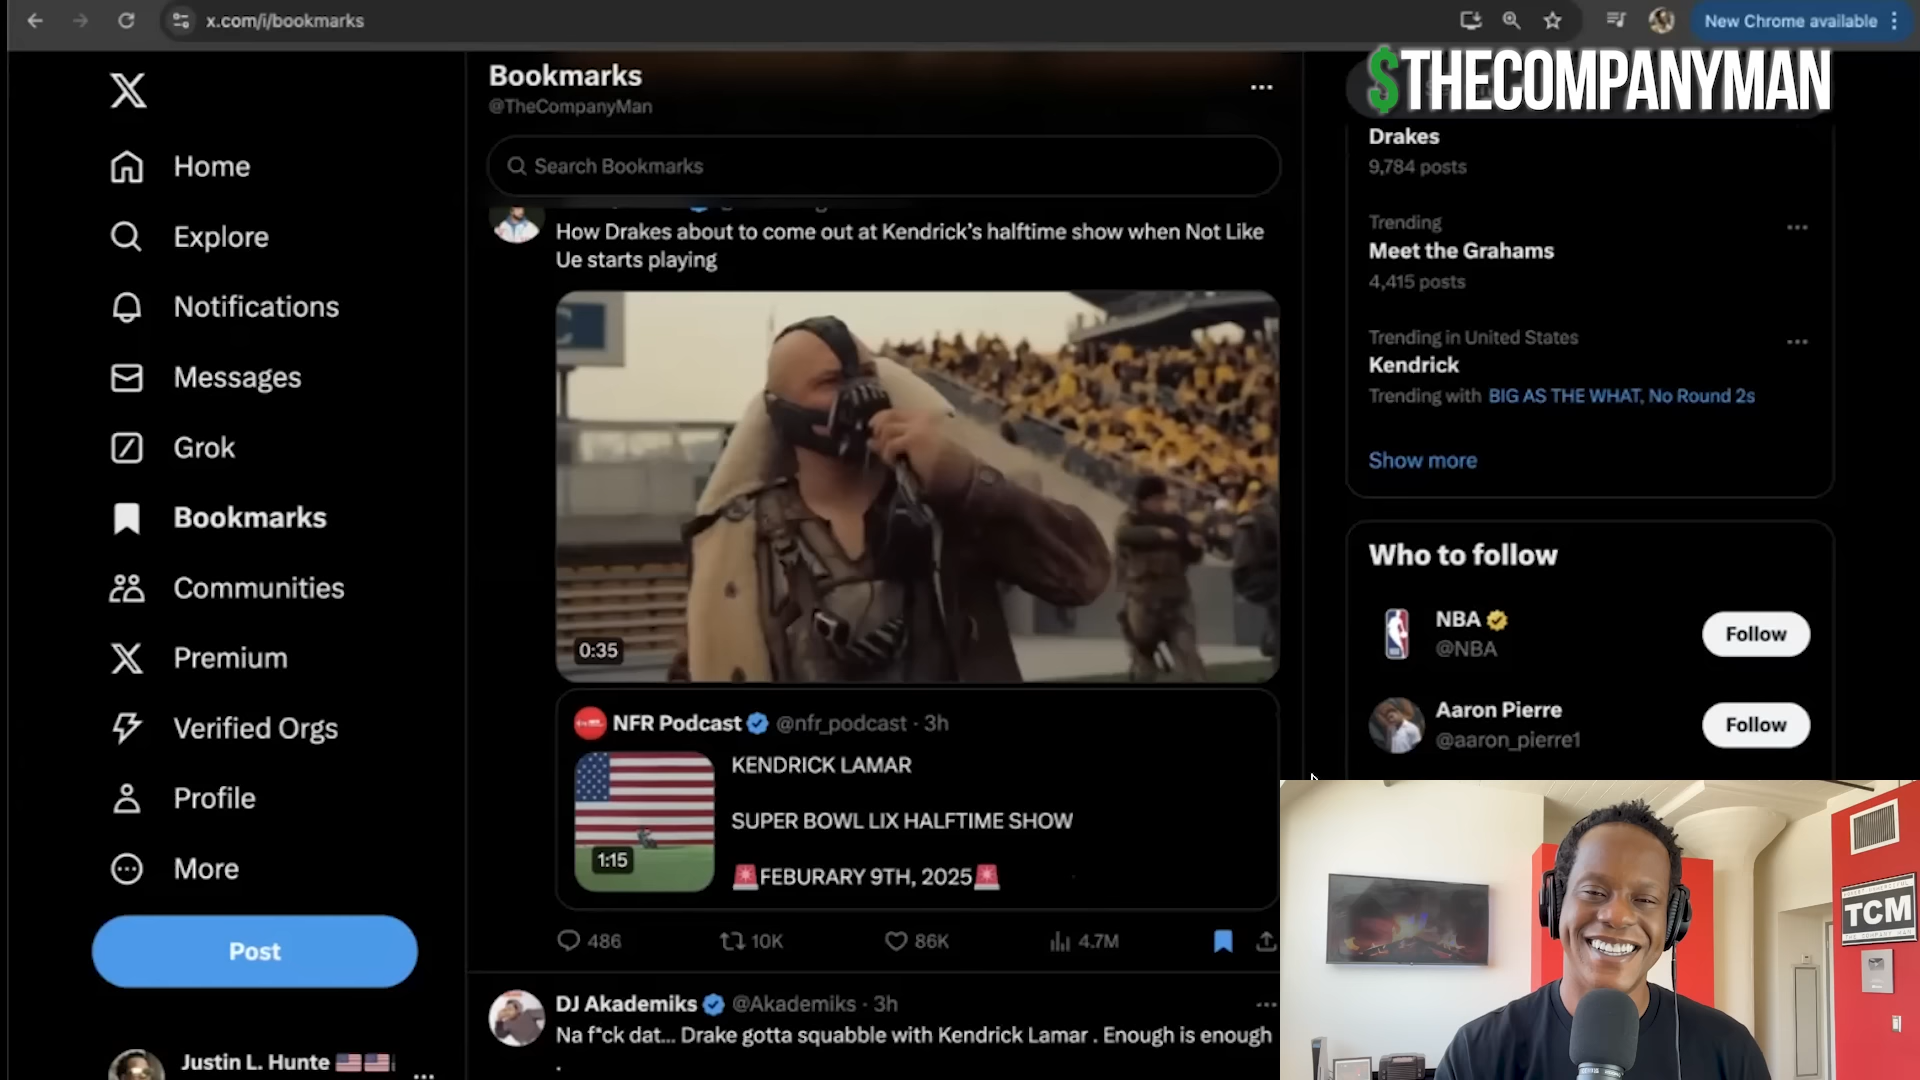 x.com/i/bookmarks
New Chrome available
$THECOMPANYMAN
Home
Explore
Notifications
Messages
Grok
Bookmarks
Communities
Premium
Verified Orgs
Profile
More
Post
Justin L. Hunte
Bookmarks
@TheCompanyMan
Search Bookmarks
How Drakes about to come out at Kendrick's halftime show when Not Like
Ue starts playing
C
0:35
NFR Podcast @nfr_podcast · 3h
KENDRICK LAMAR
SUPER BOWL LIX HALFTIME SHOW
1:15
🚨FEBURARY 9TH, 2025🚨
486
10K
86K
4.7M
DJ Akademiks @Akademiks · 3h
Na f*ck dat... Drake gotta squabble with Kendrick Lamar . Enough is enough
.
Drakes
9,784 posts
Trending
Meet the Grahams
4,415 posts
Trending in United States
Kendrick
Trending with BIG AS THE WHAT, No Round 2s
Show more
Who to follow
NBA
@NBA
Follow
Aaron Pierre
@aaron_pierre1
Follow
TCM
THE COMPANY MAN